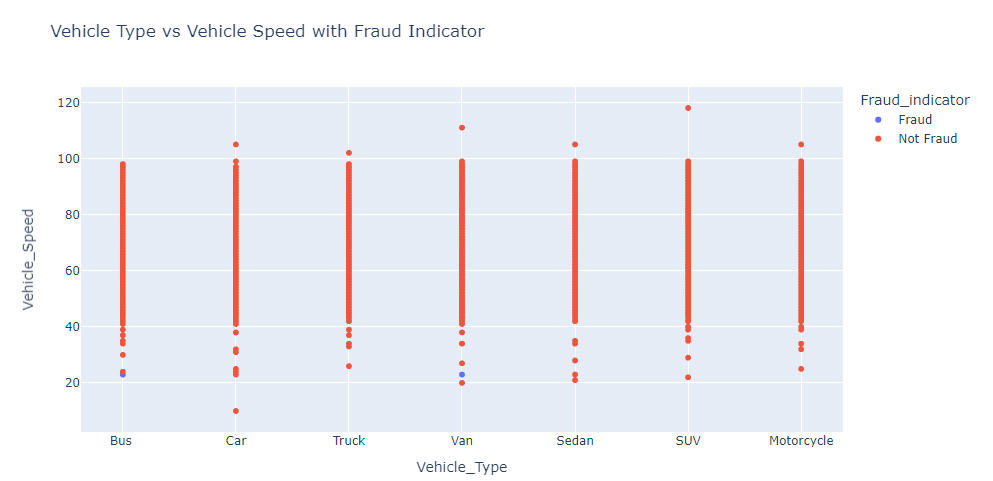 Vehicle Type vs Vehicle Speed with Fraud Indicator
Fraud_indicator
Fraud
Not Fraud
Vehicle_Speed
120
100
80
60
40
20
Bus Car Truck Van Sedan SUV Motorcycle
Vehicle_Type